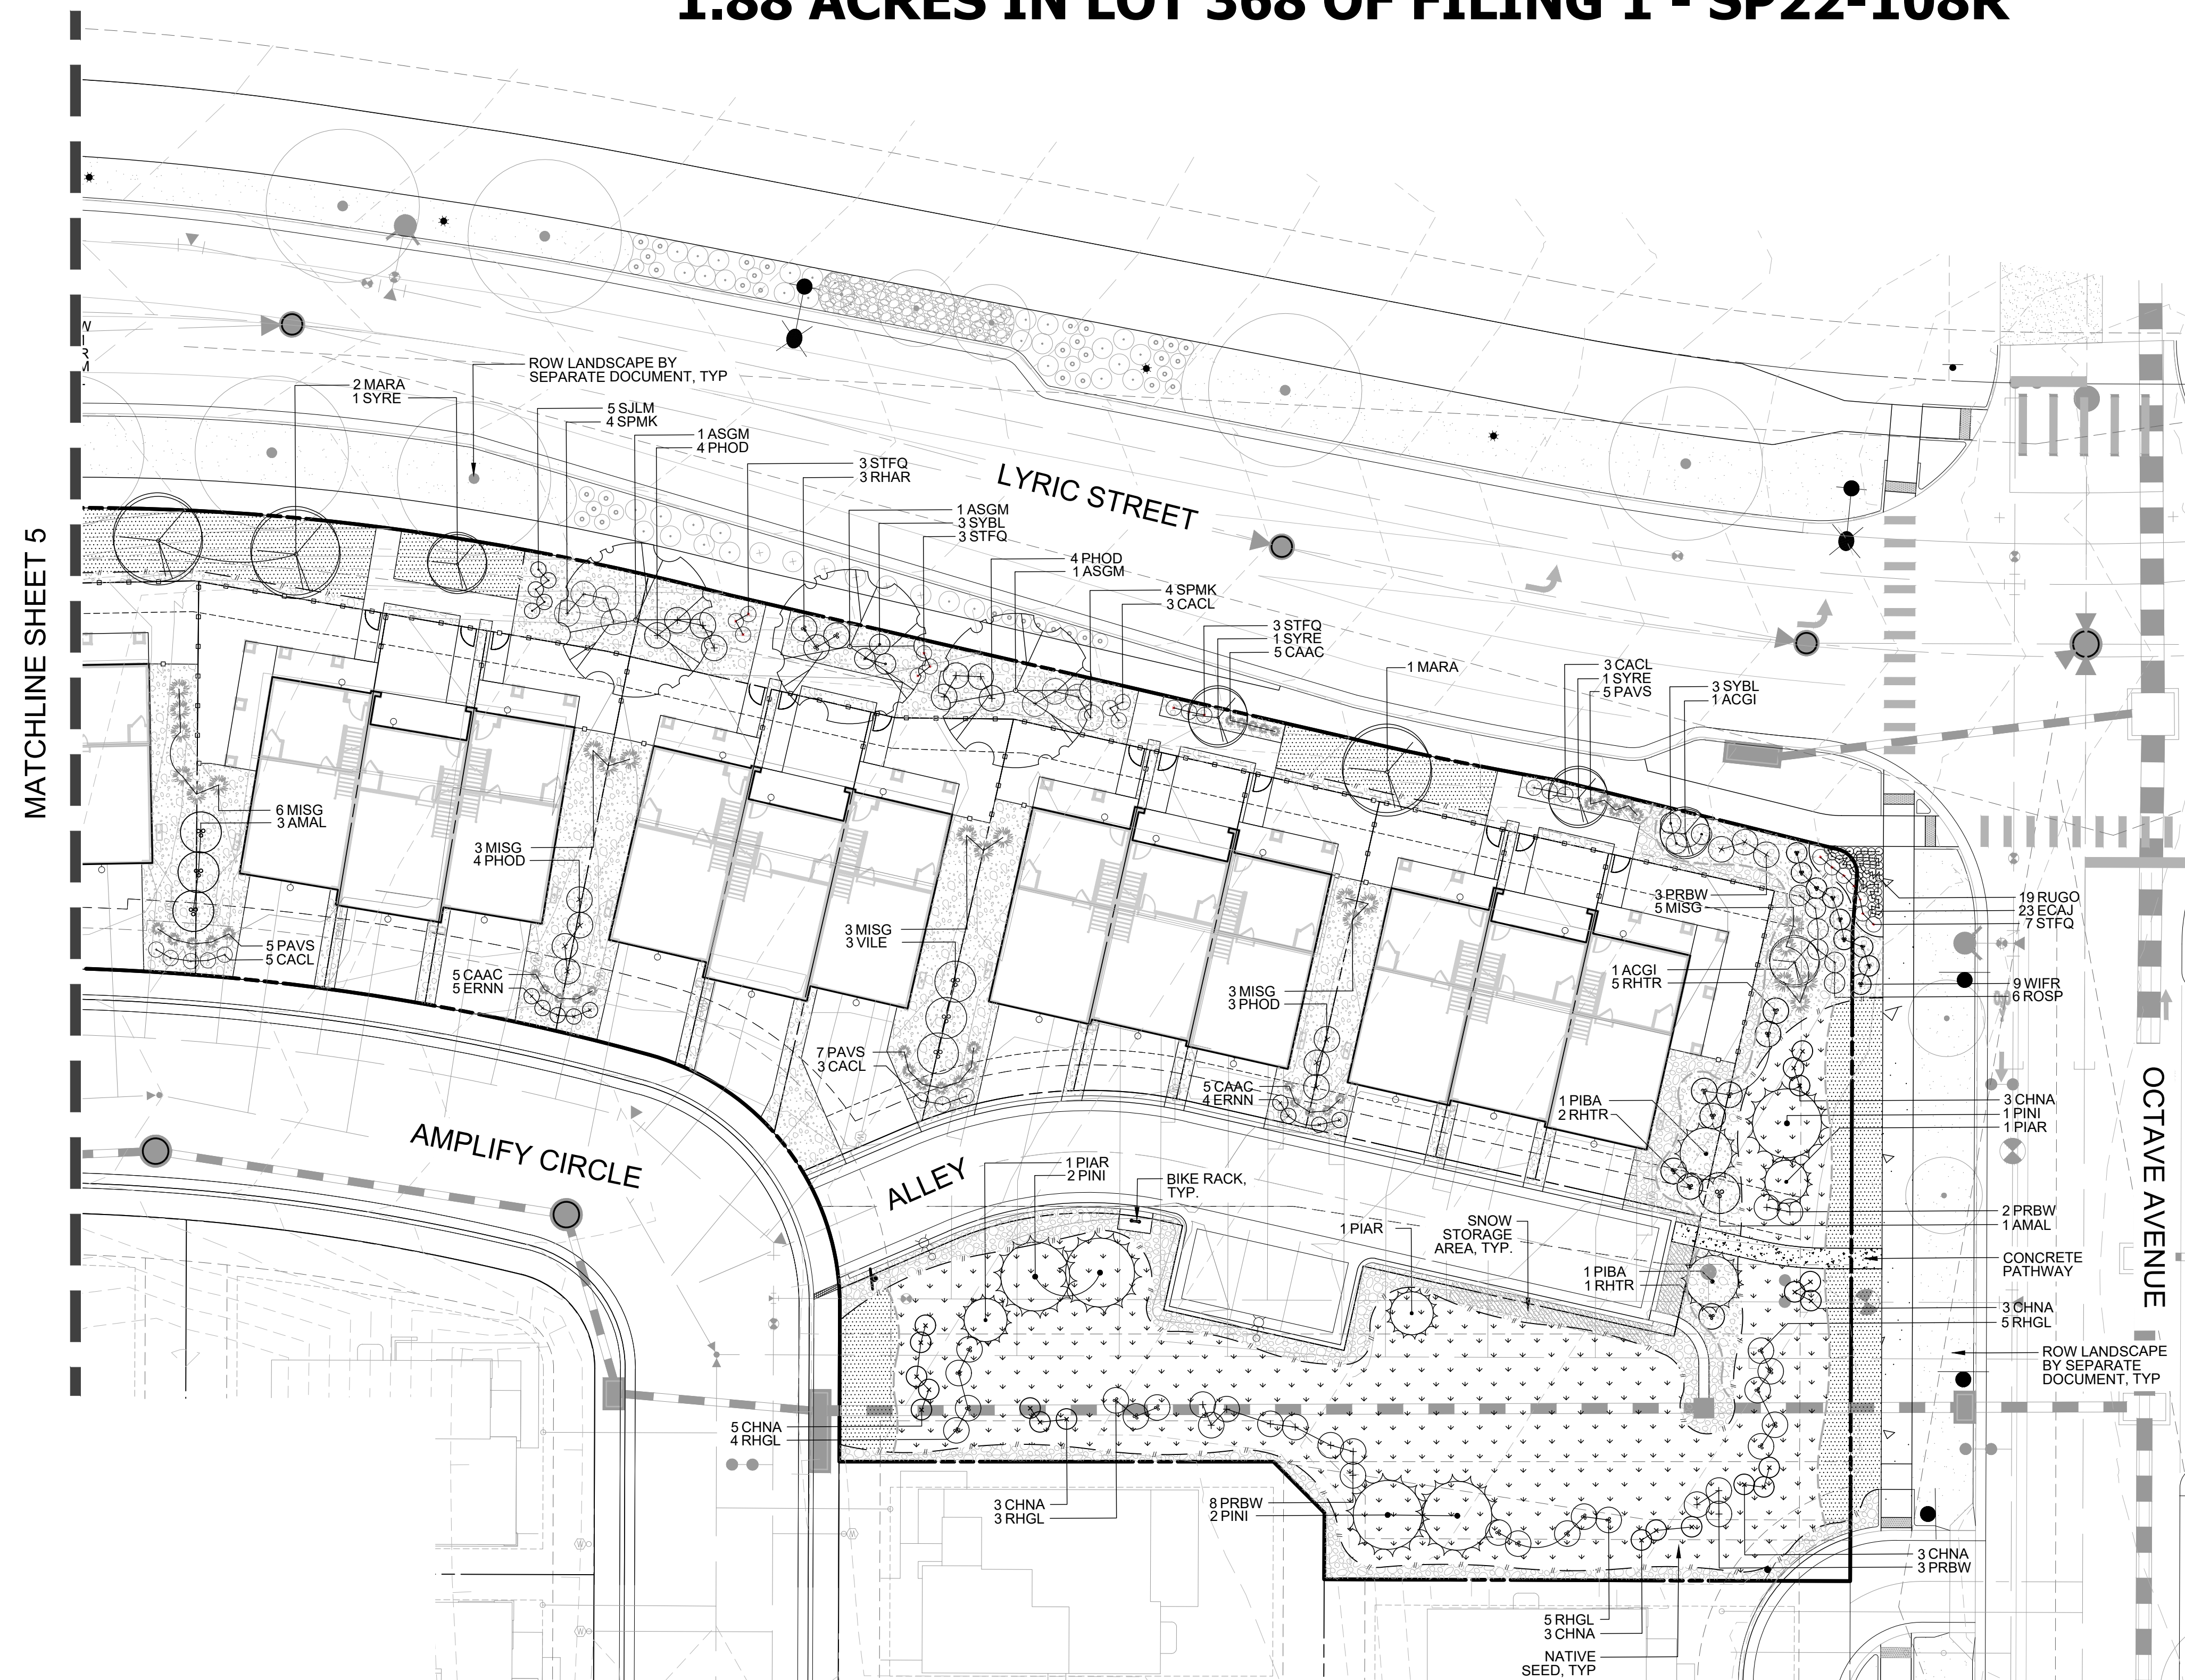 1.88 ACRES IN LOT 368 OF FILING 1 - SP22-108R
MATCHLINE SHEET 5
ROW LANDSCAPE BY
SEPARATE DOCUMENT, TYP
2 MARA
1 SYRE
5 SJLM
4 SPMK
1 ASGM
4 PHOD
3 STFQ
3 RHAR
LYRIC STREET
1 ASGM
3 SYBL
3 STFQ
4 PHOD
1 ASGM
4 SPMK
3 CACL
3 STFQ
1 SYRE
5 CAAC
1 MARA
3 CACL
1 SYRE
5 PAVS
3 SYBL
1 ACGI
6 MISG
3 AMAL
3 MISG
4 PHOD
3 MISG
3 VILE
3 PRBW
5 MISG
19 RUGO
23 ECAJ
7 STFQ
5 PAVS
5 CACL
5 CAAC
5 ERNN
3 MISG
3 PHOD
1 ACGI
5 RHTR
9 WIFR
6 ROSP
7 PAVS
3 CACL
5 CAAC
4 ERNN
1 PIBA
2 RHTR
3 CHNA
1 PINI
1 PIAR
OCTAVE AVENUE
AMPLIFY CIRCLE
ALLEY
1 PIAR
2 PINI
BIKE RACK,
TYP.
1 PIAR
SNOW
STORAGE
AREA, TYP.
2 PRBW
1 AMAL
CONCRETE
PATHWAY
1 PIBA
1 RHTR
3 CHNA
5 RHGL
ROW LANDSCAPE
BY SEPARATE
DOCUMENT, TYP
5 CHNA
4 RHGL
3 CHNA
3 RHGL
8 PRBW
2 PINI
3 CHNA
3 PRBW
5 RHGL
3 CHNA
NATIVE
SEED, TYP